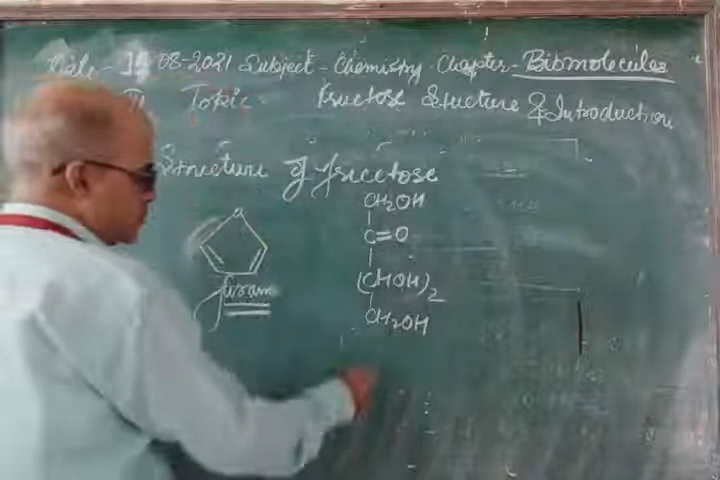 Date - 19-08-2021 Subject - Chemistry Chapter - Biomolecules
Topic Fructose Structure & Introduction
Structure of fructose
CH2OH
C=O
(CHOH)2
CH2OH
furan